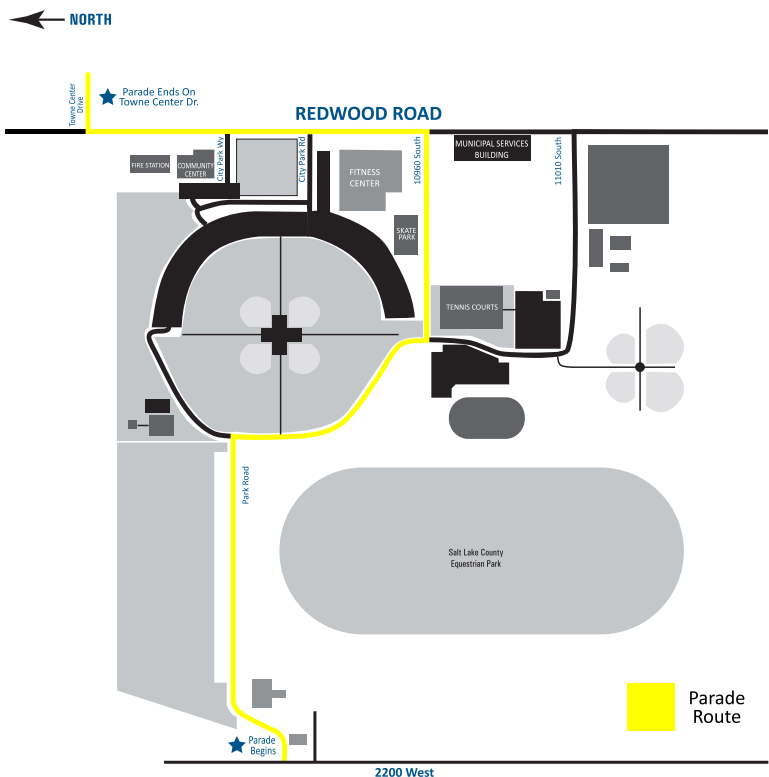 NORTH
Towne Center
Drive
Parade Ends On
Towne Center Dr.
REDWOOD ROAD
FIRE STATION
COMMUNITY
CENTER
City Park Wy
City Park Rd
FITNESS
CENTER
10960 South
MUNICIPAL SERVICES
BUILDING
11010 South
SKATE
PARK
TENNIS COURTS
Park Road
Salt Lake County
Equestrian Park
Parade
Route
Parade
Begins
2200 West